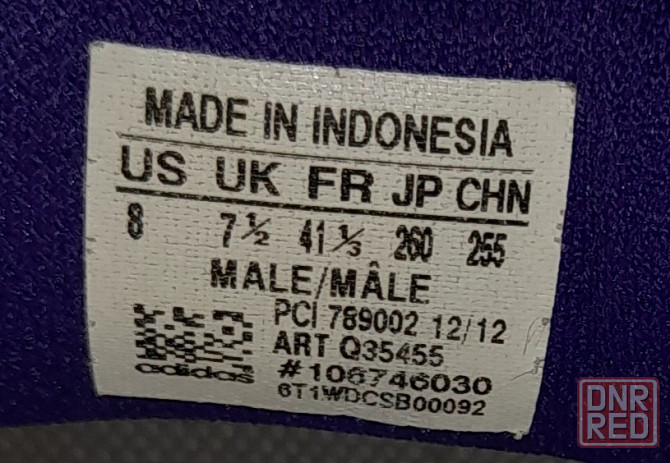 MADE IN INDONESIA
US UK FR JP CHN
8 7½ 41⅓ 260 255
MALE/MÂLE
PCI 789002 12/12
ART Q35455
#106746030
adidas
6T1WDCSB00092
DNR
RED